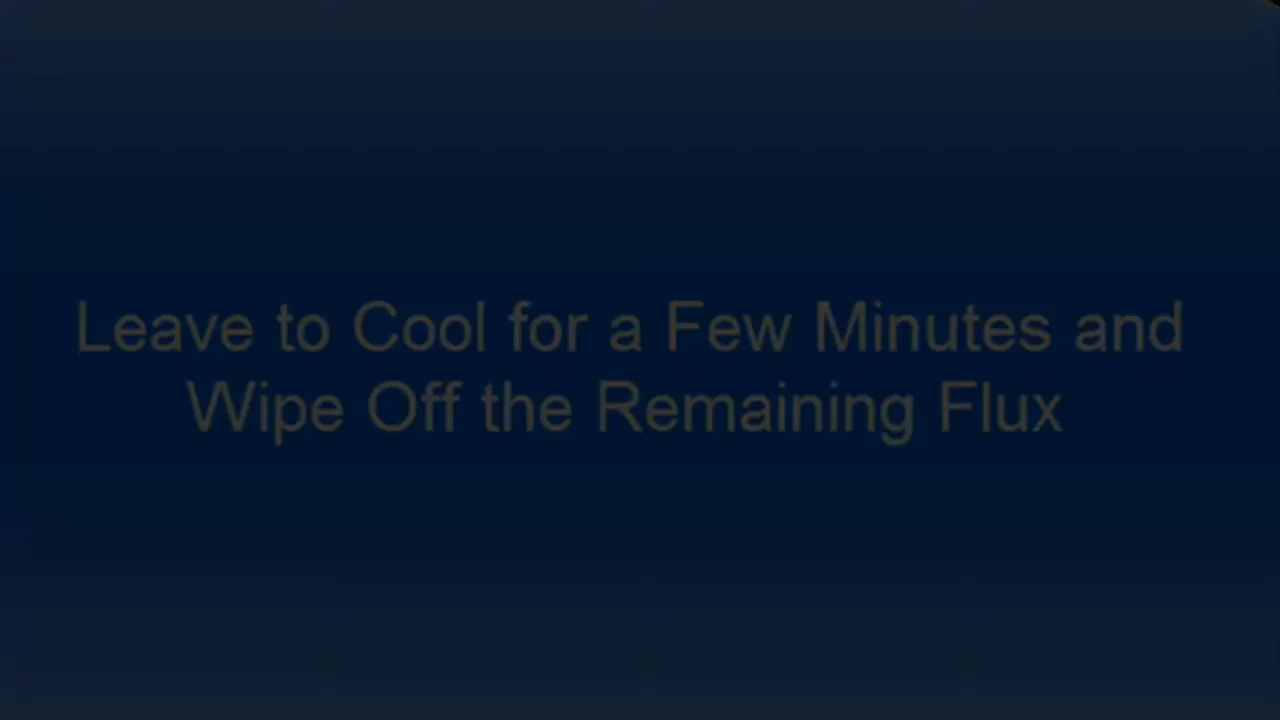 Leave to Cool for a Few Minutes and
Wipe Off the Remaining Flux